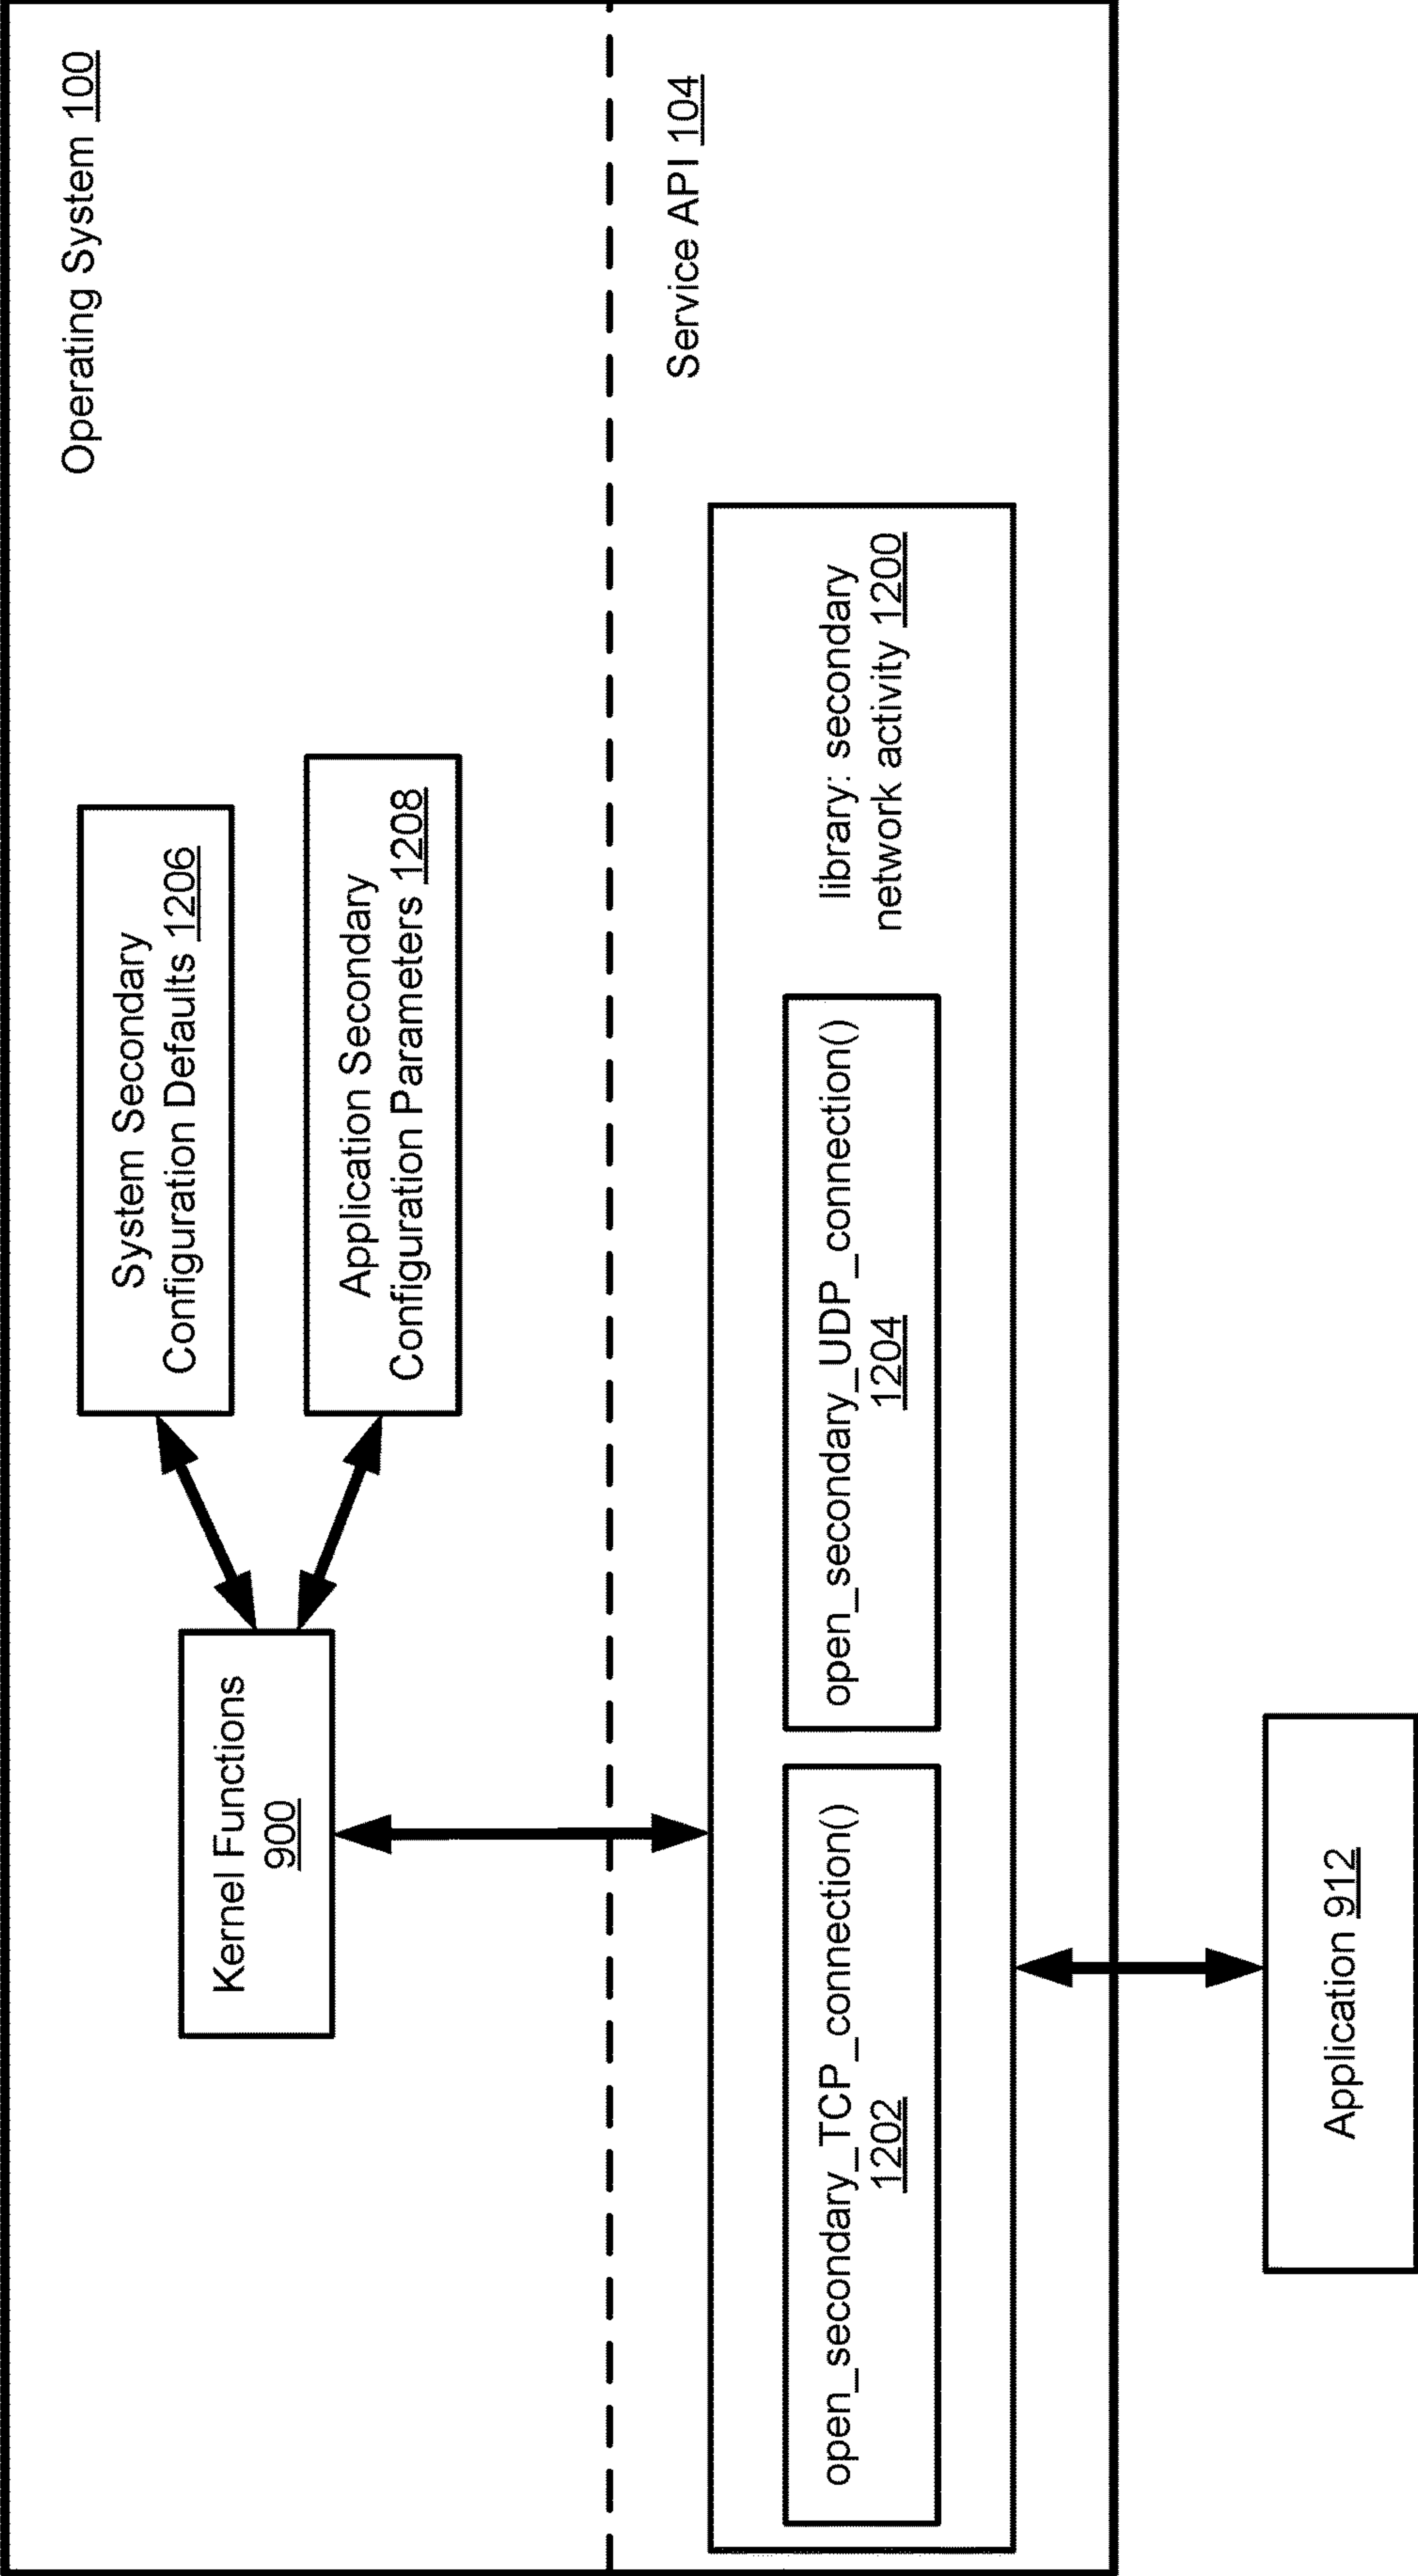 Operating System 100
System Secondary
Configuration Defaults 1206
Kernel Functions
900
Application Secondary
Configuration Parameters 1208
Service API 104
library: secondary
network activity 1200
open_secondary_TCP_connection()
1202
open_secondary_UDP_connection()
1204
Application 912